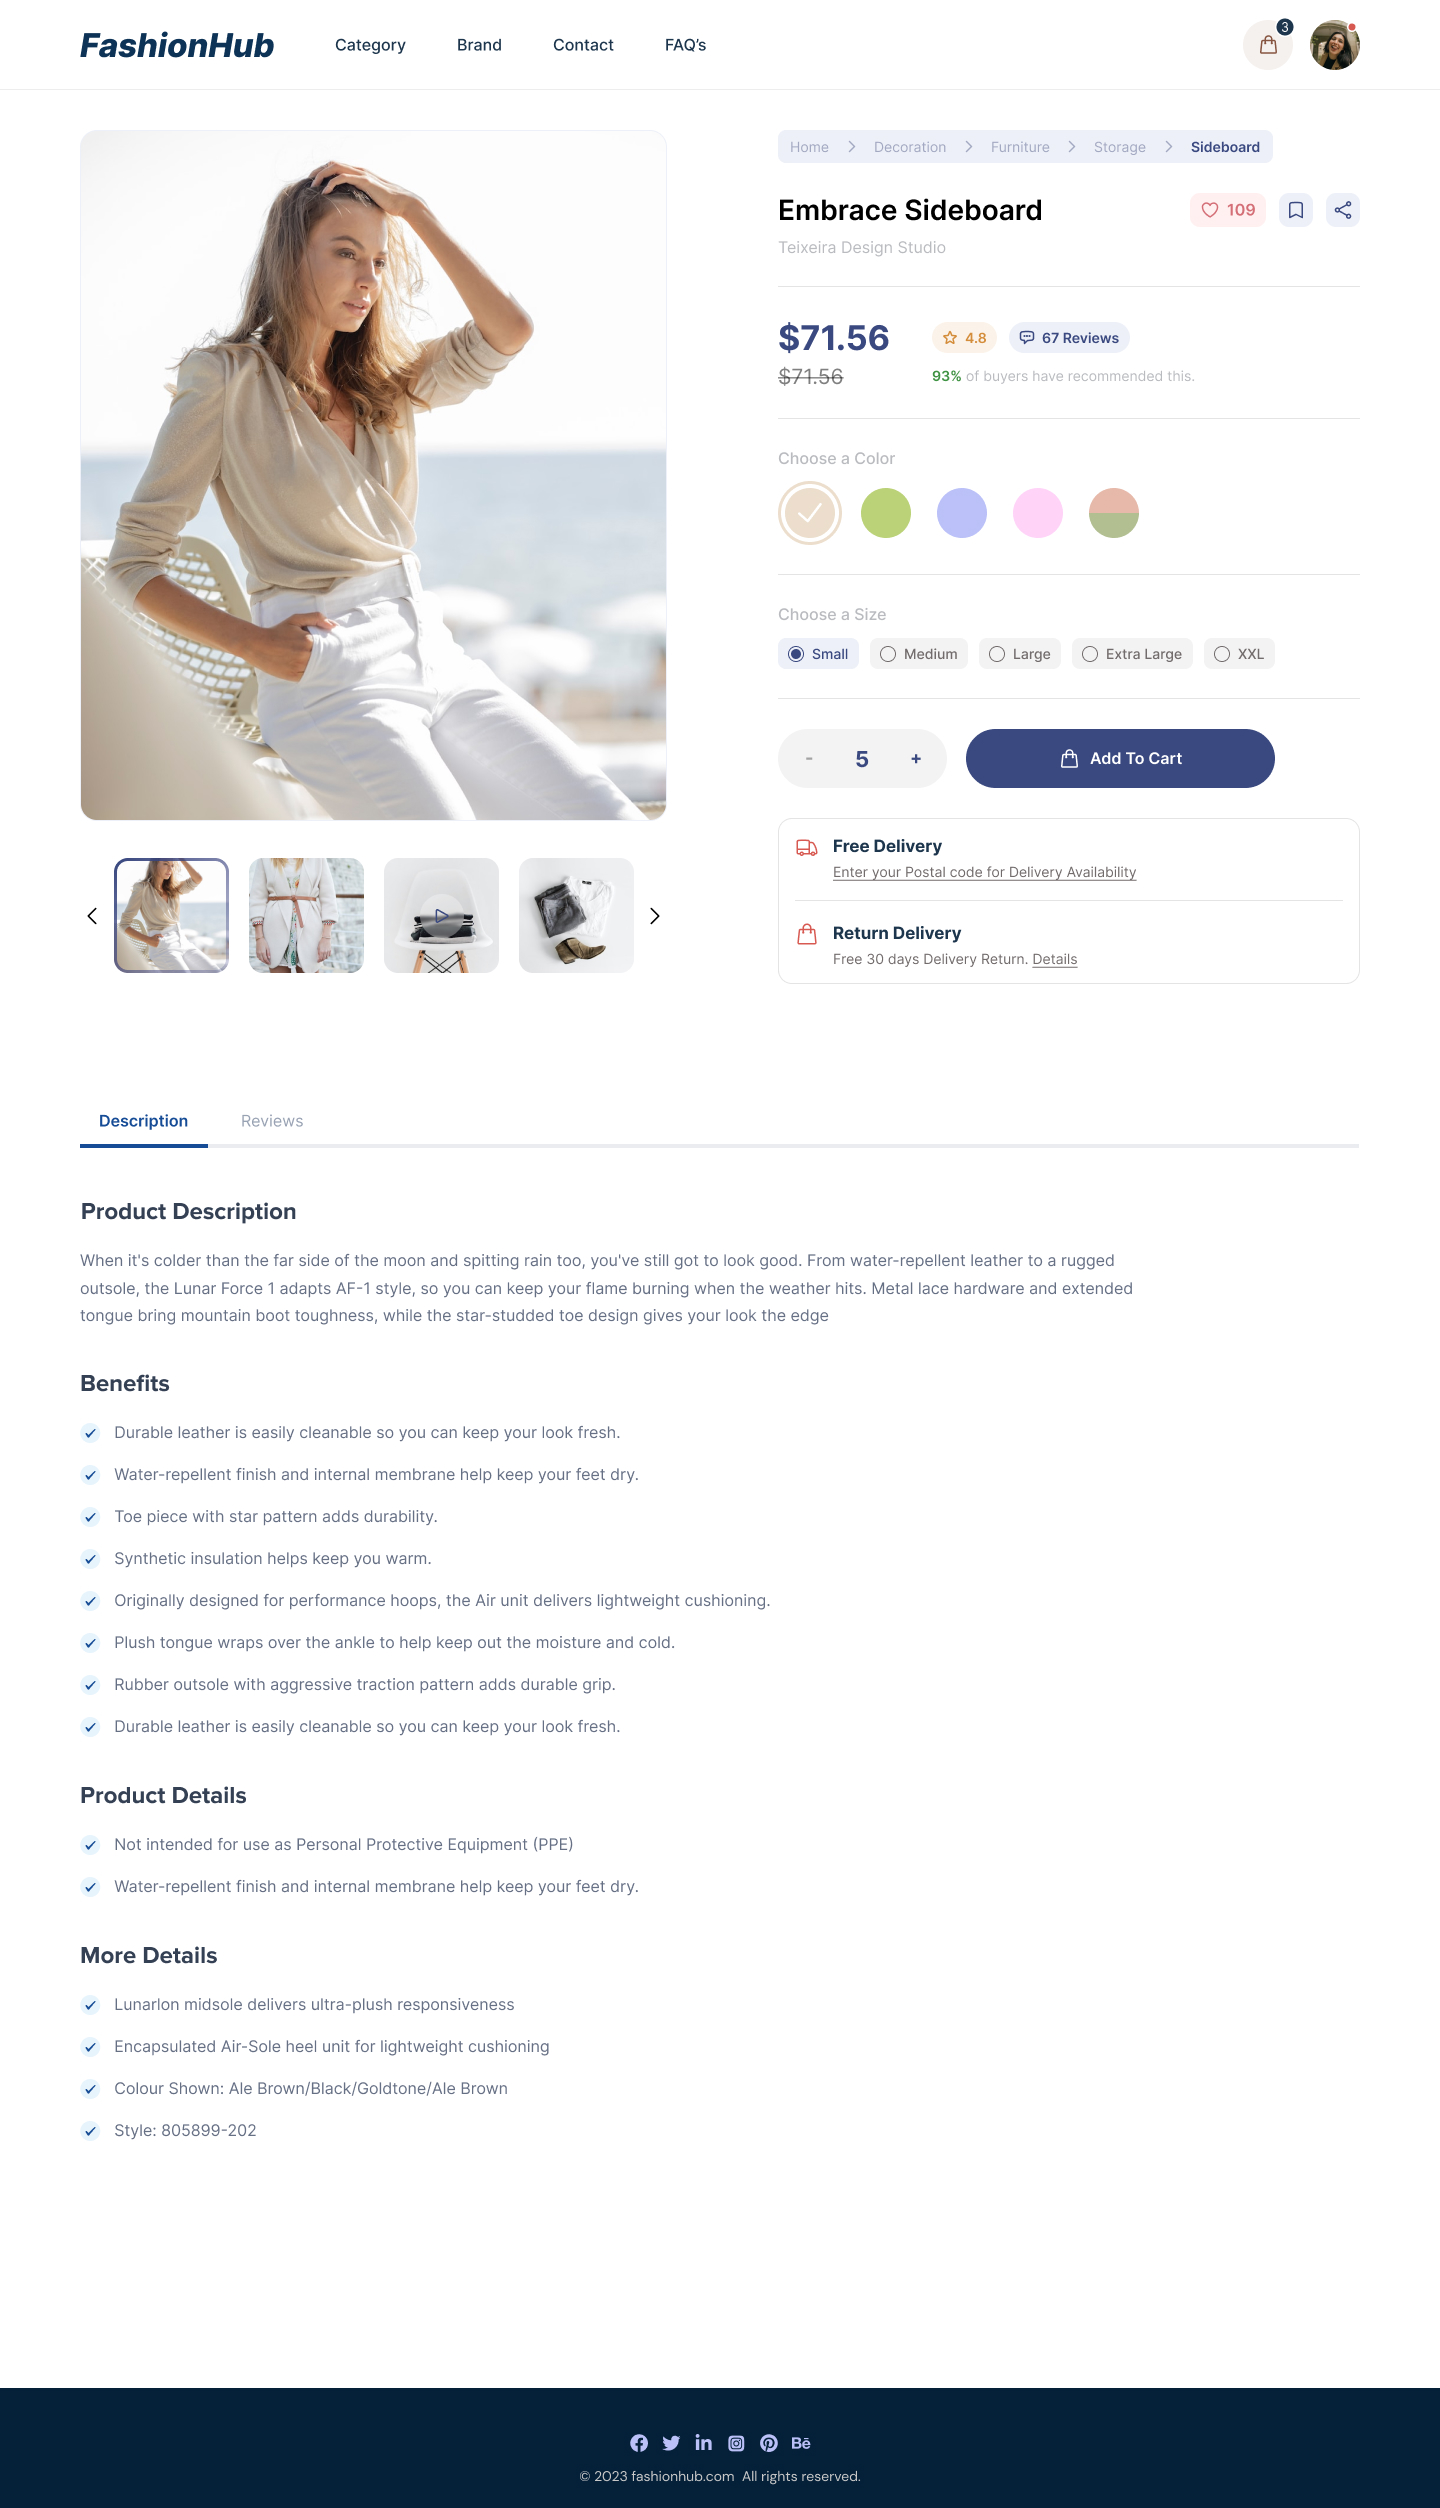 FashionHub
Category
Brand
Contact
FAQ’s
3
Home
Decoration
Furniture
Storage
Sideboard
Embrace Sideboard
109
Teixeira Design Studio
$71.56
4.8
67 Reviews
$71.56
93% of buyers have recommended this.
Choose a Color
Choose a Size
Small
Medium
Large
Extra Large
XXL
-
5
+
Add To Cart
Free Delivery
Enter your Postal code for Delivery Availability
Return Delivery
Free 30 days Delivery Return. Details
Description
Reviews
Product Description
When it's colder than the far side of the moon and spitting rain too, you've still got to look good. From water-repellent leather to a rugged
outsole, the Lunar Force 1 adapts AF-1 style, so you can keep your flame burning when the weather hits. Metal lace hardware and extended
tongue bring mountain boot toughness, while the star-studded toe design gives your look the edge
Benefits
Durable leather is easily cleanable so you can keep your look fresh.
Water-repellent finish and internal membrane help keep your feet dry.
Toe piece with star pattern adds durability.
Synthetic insulation helps keep you warm.
Originally designed for performance hoops, the Air unit delivers lightweight cushioning.
Plush tongue wraps over the ankle to help keep out the moisture and cold.
Rubber outsole with aggressive traction pattern adds durable grip.
Durable leather is easily cleanable so you can keep your look fresh.
Product Details
Not intended for use as Personal Protective Equipment (PPE)
Water-repellent finish and internal membrane help keep your feet dry.
More Details
Lunarlon midsole delivers ultra-plush responsiveness
Encapsulated Air-Sole heel unit for lightweight cushioning
Colour Shown: Ale Brown/Black/Goldtone/Ale Brown
Style: 805899-202
© 2023 fashionhub.com  All rights reserved.